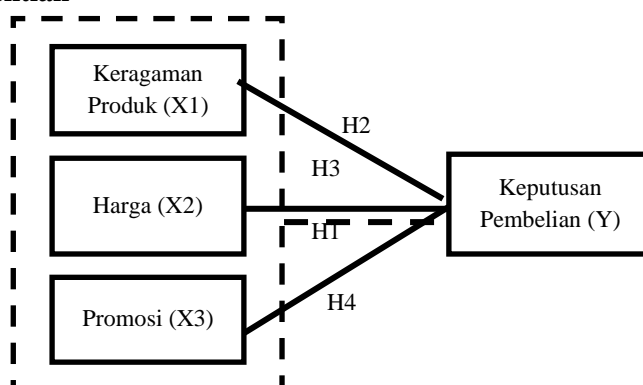 Keragaman
Produk (X1)
H2
H3
Harga (X2)
Keputusan
Pembelian (Y)
H1
Promosi (X3)
H4